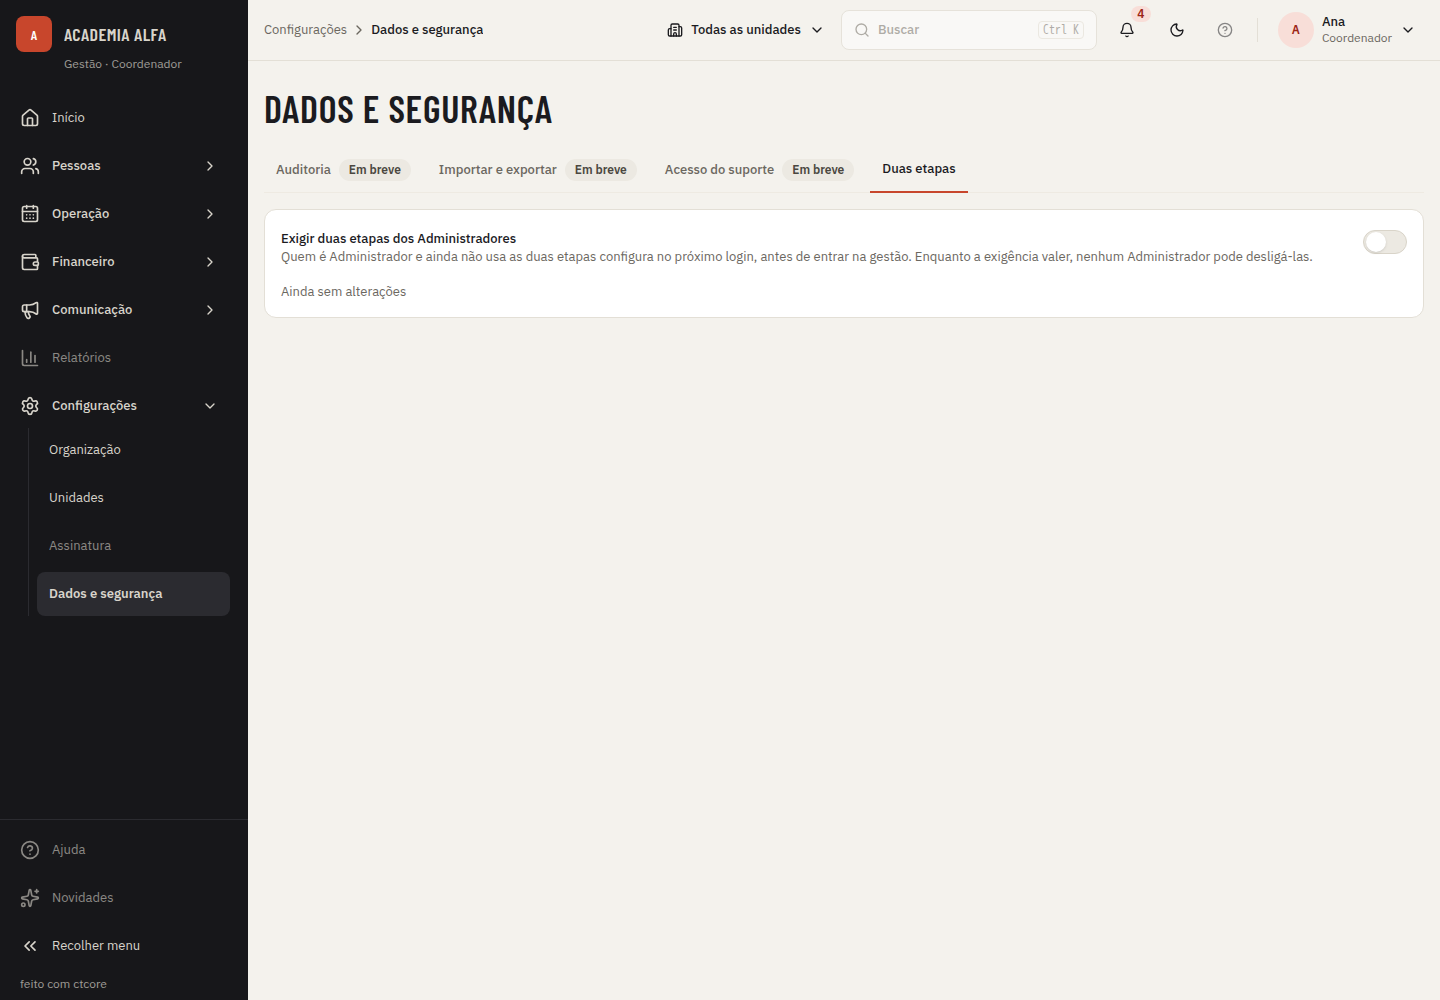 A
ACADEMIA ALFA
Gestão · Coordenador
Início
Pessoas
Operação
Financeiro
Comunicação
Relatórios
Configurações
Organização
Unidades
Assinatura
Dados e segurança
Ajuda
Novidades
Recolher menu
feito com ctcore
Configurações > Dados e segurança
Todas as unidades
Buscar
Ctrl K
4
A
Ana
Coordenador
DADOS E SEGURANÇA
Auditoria Em breve Importar e exportar Em breve Acesso do suporte Em breve Duas etapas
Exigir duas etapas dos Administradores
Quem é Administrador e ainda não usa as duas etapas configura no próximo login, antes de entrar na gestão. Enquanto a exigência valer, nenhum Administrador pode desligá-las.
Ainda sem alterações